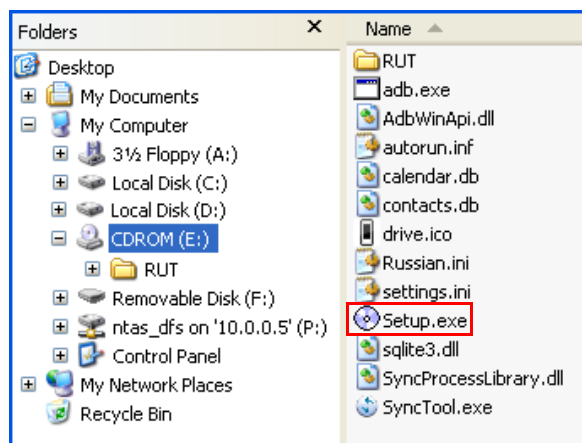 Folders
Desktop
My Documents
My Computer
3½ Floppy (A:)
Local Disk (C:)
Local Disk (D:)
CDROM (E:)
RUT
Removable Disk (F:)
ntas_dfs on '10.0.0.5' (P:)
Control Panel
My Network Places
Recycle Bin
Name
RUT
adb.exe
AdbWinApi.dll
autorun.inf
calendar.db
contacts.db
drive.ico
Russian.ini
settings.ini
Setup.exe
sqlite3.dll
SyncProcessLibrary.dll
SyncTool.exe